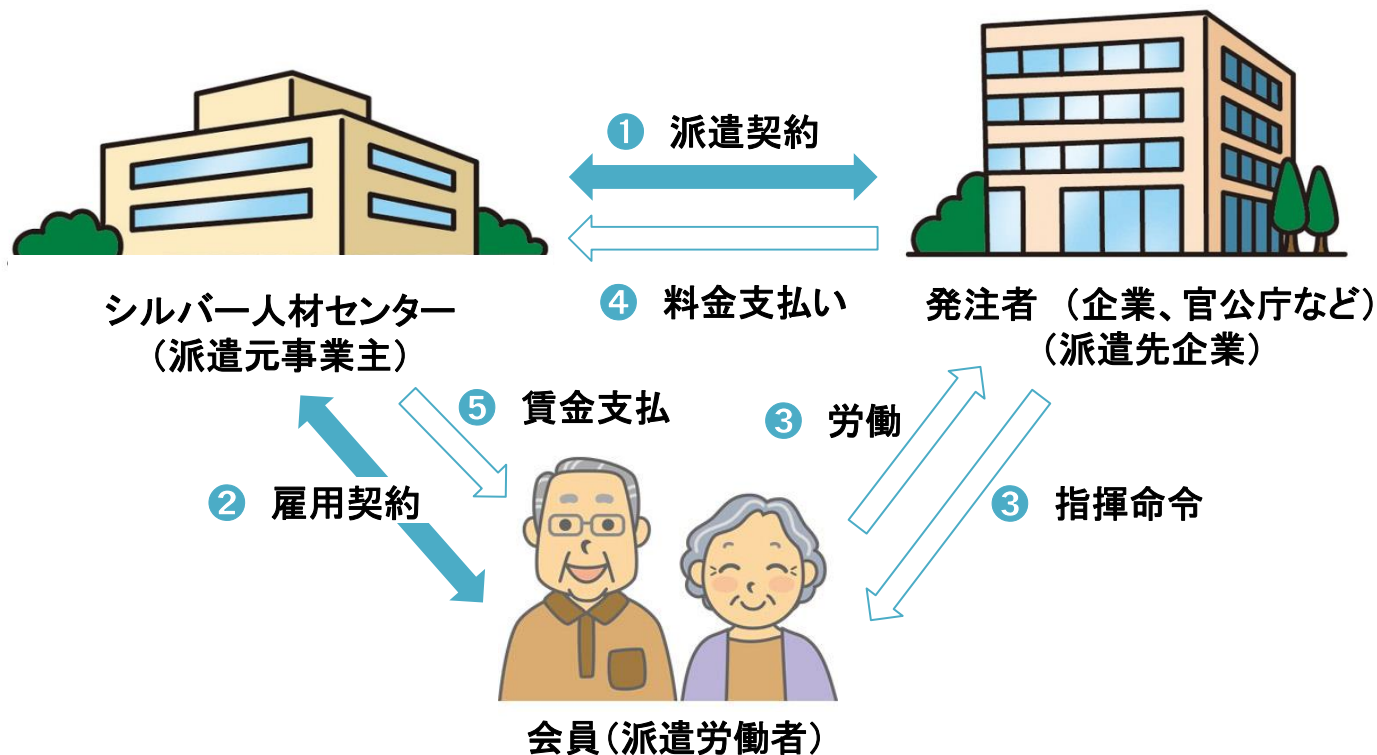 ❶ 派遣契約
❹ 料金支払い
シルバー人材センター
（派遣元事業主）
発注者 （企業、官公庁など）
（派遣先企業）
❺ 賃金支払
❸ 労働
❷ 雇用契約
❸ 指揮命令
会員（派遣労働者）